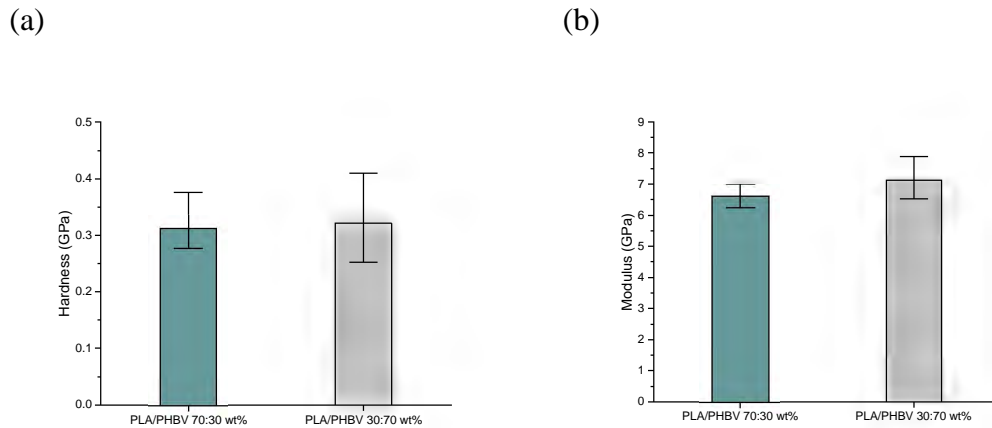 (a)
(b)
Hardness (GPa)
0.5
0.4
0.3
0.2
0.1
0.0
PLA/PHBV 70:30 wt%
PLA/PHBV 30:70 wt%
Modulus (GPa)
9
8
7
6
5
4
3
2
1
0
PLA/PHBV 70:30 wt%
PLA/PHBV 30:70 wt%